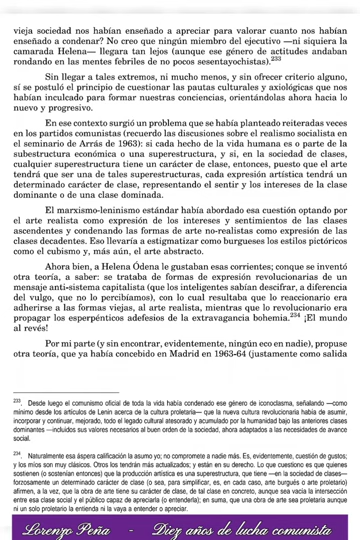 vieja sociedad nos habían enseñado a apreciar para valorar cuanto nos habían
enseñado a condenar? No creo que ningún miembro del ejecutivo —ni siquiera la
camarada Helena— llegara tan lejos (aunque ese género de actitudes andaban
rondando en las mentes febriles de no pocos sesentayochistas).233
Sin llegar a tales extremos, ni mucho menos, y sin ofrecer criterio alguno,
sí se postuló el principio de cuestionar las pautas culturales y axiológicas que nos
habían inculcado para formar nuestras conciencias, orientándolas ahora hacia lo
nuevo y progresivo.
En ese contexto surgió un problema que se había planteado reiteradas veces
en los partidos comunistas (recuerdo las discusiones sobre el realismo socialista en
el seminario de Arrás de 1963): si cada hecho de la vida humana es o parte de la
subestructura económica o una superestructura, y si, en la sociedad de clases,
cualquier superestructura tiene un carácter de clase, entonces, puesto que el arte
tendrá que ser una de tales superestructuras, cada expresión artística tendrá un
determinado carácter de clase, representando el sentir y los intereses de la clase
dominante o de una clase dominada.
El marxismo-leninismo estándar había abordado esa cuestión optando por
el arte realista como expresión de los intereses y sentimientos de las clases
ascendentes y condenando las formas de arte no-realistas como expresión de las
clases decadentes. Eso llevaría a estigmatizar como burgueses los estilos pictóricos
como el cubismo y, más aún, el arte abstracto.
Ahora bien, a Helena Ódena le gustaban esas corrientes; conque se inventó
otra teoría, a saber: se trataba de formas de expresión revolucionarias de un
mensaje anti-sistema capitalista (que los inteligentes sabían descifrar, a diferencia
del vulgo, que no lo percibíamos), con lo cual resultaba que lo reaccionario era
adherirse a las formas viejas, al arte realista, mientras que lo revolucionario era
propagar los esperpénticos adefesios de la extravagancia bohemia.234 ¡El mundo
al revés!
Por mi parte (y sin encontrar, evidentemente, ningún eco en nadie), propuse
otra teoría, que ya había concebido en Madrid en 1963-64 (justamente como salida
233. Desde luego el comunismo oficial de toda la vida había condenado ese género de iconoclasma, señalando —como
mínimo desde los artículos de Lenin acerca de la cultura proletaria— que la nueva cultura revolucionaria había de asumir,
incorporar y continuar, mejorado, todo el legado cultural atesorado y acumulado por la humanidad bajo las anteriores clases
dominantes —incluidos sus valores necesarios al buen orden de la sociedad, ahora adaptados a las necesidades de avance
social.
234. Naturalmente esa áspera calificación la asumo yo; no compromete a nadie más. Es, evidentemente, cuestión de gustos;
y los míos son muy clásicos. Otros los tendrán más actualizados; y están en su derecho. Lo que cuestiono es que quienes
sostienen (o sostenían entonces) que la producción artística es una superestructura, que tiene —en la sociedad de clases—
forzosamente un determinado carácter de clase (o sea, para simplificar, es, en cada caso, arte burgués o arte proletario)
afirmen, a la vez, que la obra de arte tiene su carácter de clase, de tal clase en concreto, aunque sea vacía la intersección
entre esa clase social y el público capaz de apreciarla (o entenderla); en suma, que una obra de arte sea proletaria aunque
ni un solo proletario la entienda ni la vaya a entender o apreciar.
Lorenzo Peña - Diez años de lucha comunista